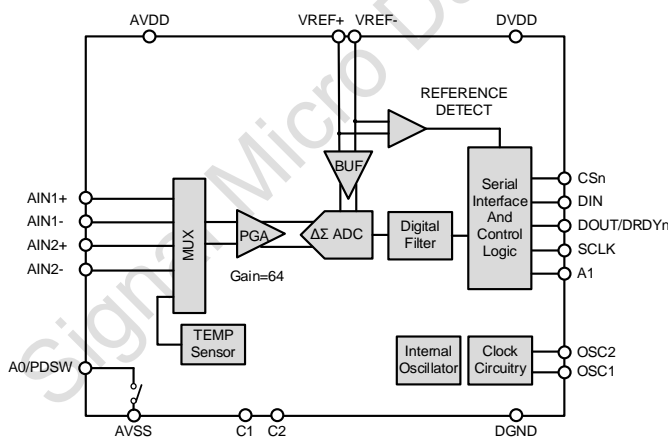 AVDD
VREF+
VREF-
DVDD
REFERENCE
DETECT
BUF
AIN1+
AIN1-
AIN2+
AIN2-
MUX
PGA
Gain=64
ΔΣ ADC
Digital
Filter
Serial
Interface
And
Control
Logic
CSn
DIN
DOUT/DRDYn
SCLK
A1
TEMP
Sensor
Internal
Oscillator
Clock
Circuitry
OSC2
OSC1
A0/PDSW
AVSS
C1
C2
DGND
Signal Micro